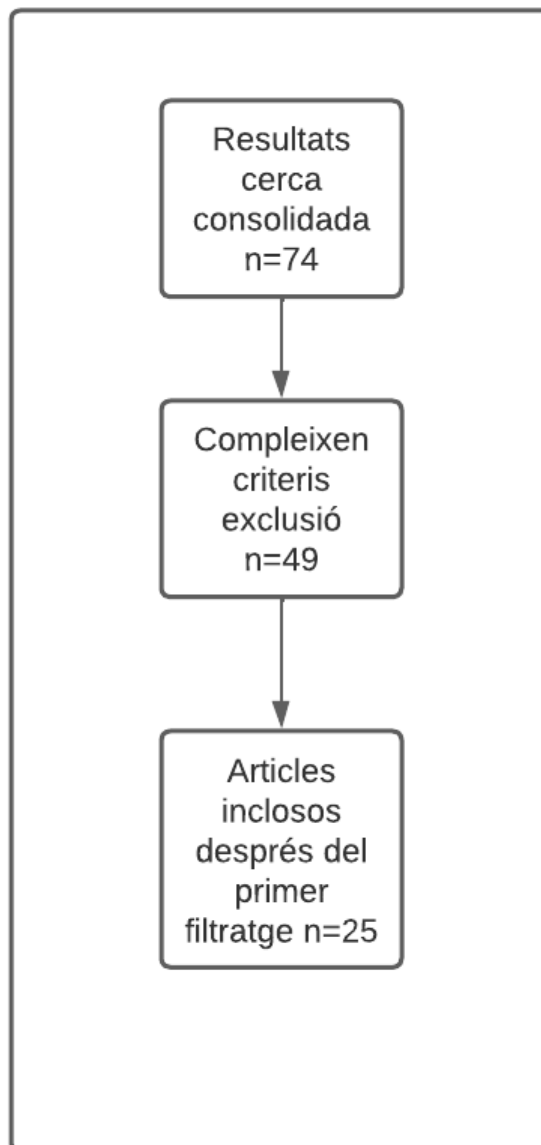 Resultats
cerca
consolidada
n=74
Compleixen
criteris
exclusió
n=49
Articles
inclosos
després del
primer
filtratge n=25